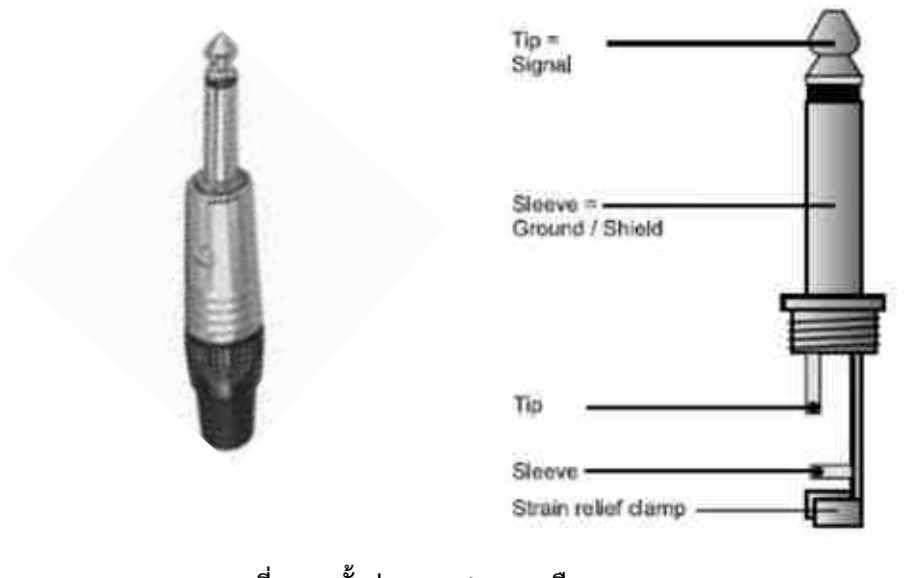 Tip =
Signal
Sleeve =
Ground / Shield
Tip
Sleeve
Strain relief clamp